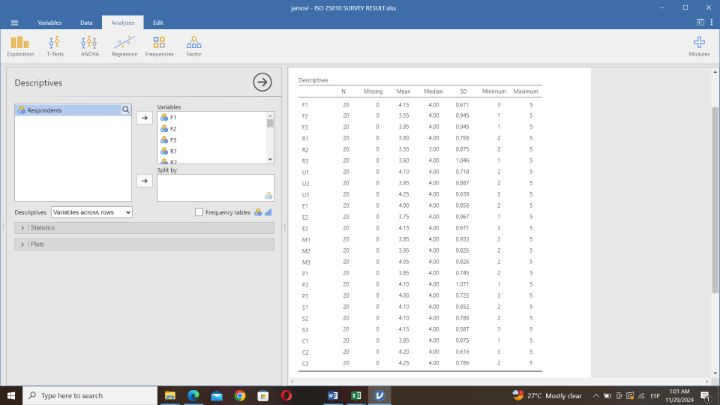 jamovi - ISO 25010 SURVEY RESULT.xlsx
Variables Data Analyses Edit
Exploration T-Tests ANOVA Regression Frequencies Factor Modules
Descriptives
Respondents
Variables
F1
F2
F3
R1
R2
Split by
Descriptives Variables across rows Frequency tables
Statistics
Plots
Descriptives
N Missing Mean Median SD Minimum Maximum
F1 20 0 4.15 4.00 0.671 3 5
F2 20 0 3.55 4.00 0.945 1 5
F3 20 0 3.95 4.00 0.945 1 5
R1 20 0 3.80 4.00 0.768 2 5
R2 20 0 3.35 3.00 0.875 2 5
R3 20 0 3.60 4.00 1.046 1 5
U1 20 0 4.10 4.00 0.718 2 5
U2 20 0 3.95 4.00 0.887 2 5
U3 20 0 4.25 4.00 0.639 3 5
E1 20 0 4.00 4.00 0.858 2 5
E2 20 0 3.75 4.00 0.967 1 5
E3 20 0 4.15 4.00 0.671 3 5
M1 20 0 3.85 4.00 0.933 2 5
M2 20 0 3.95 4.00 0.826 2 5
M3 20 0 4.05 4.00 0.826 2 5
P1 20 0 3.85 4.00 0.745 2 5
P2 20 0 4.10 4.00 1.071 1 5
P3 20 0 4.00 4.00 0.725 3 5
S1 20 0 4.10 4.00 0.852 2 5
S2 20 0 4.10 4.00 0.788 2 5
S3 20 0 4.15 4.00 0.587 3 5
C1 20 0 3.85 4.00 0.875 1 5
C2 20 0 4.20 4.00 0.616 3 5
C3 20 0 4.25 4.00 0.786 2 5
Type here to search
27°C Mostly clear
ESP
1:01 AM
11/29/2024